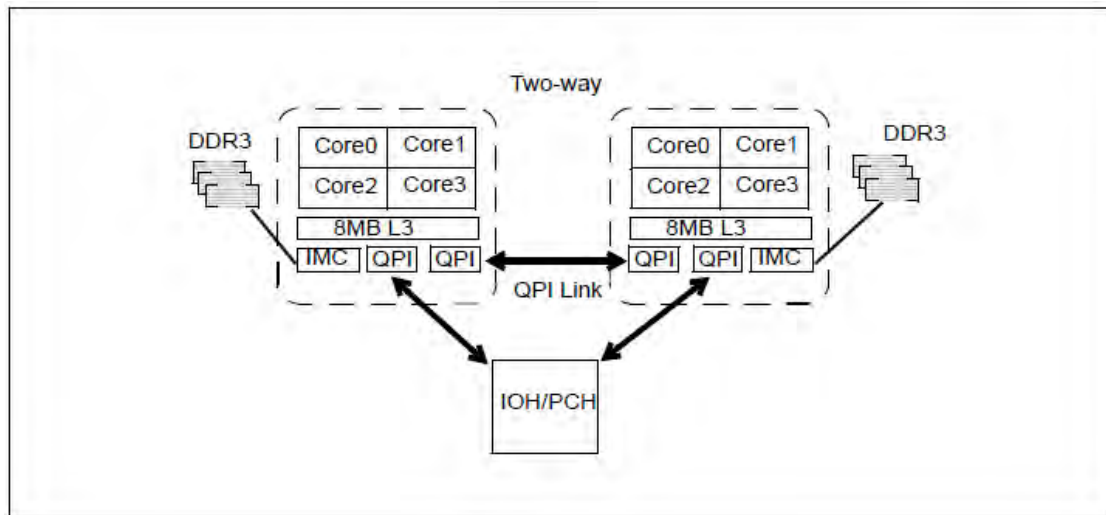 Two-way
DDR3
DDR3
Core0 Core1
Core0 Core1
Core2 Core3
Core2 Core3
8MB L3
8MB L3
IMC QPI QPI
QPI QPI IMC
QPI Link
IOH/PCH